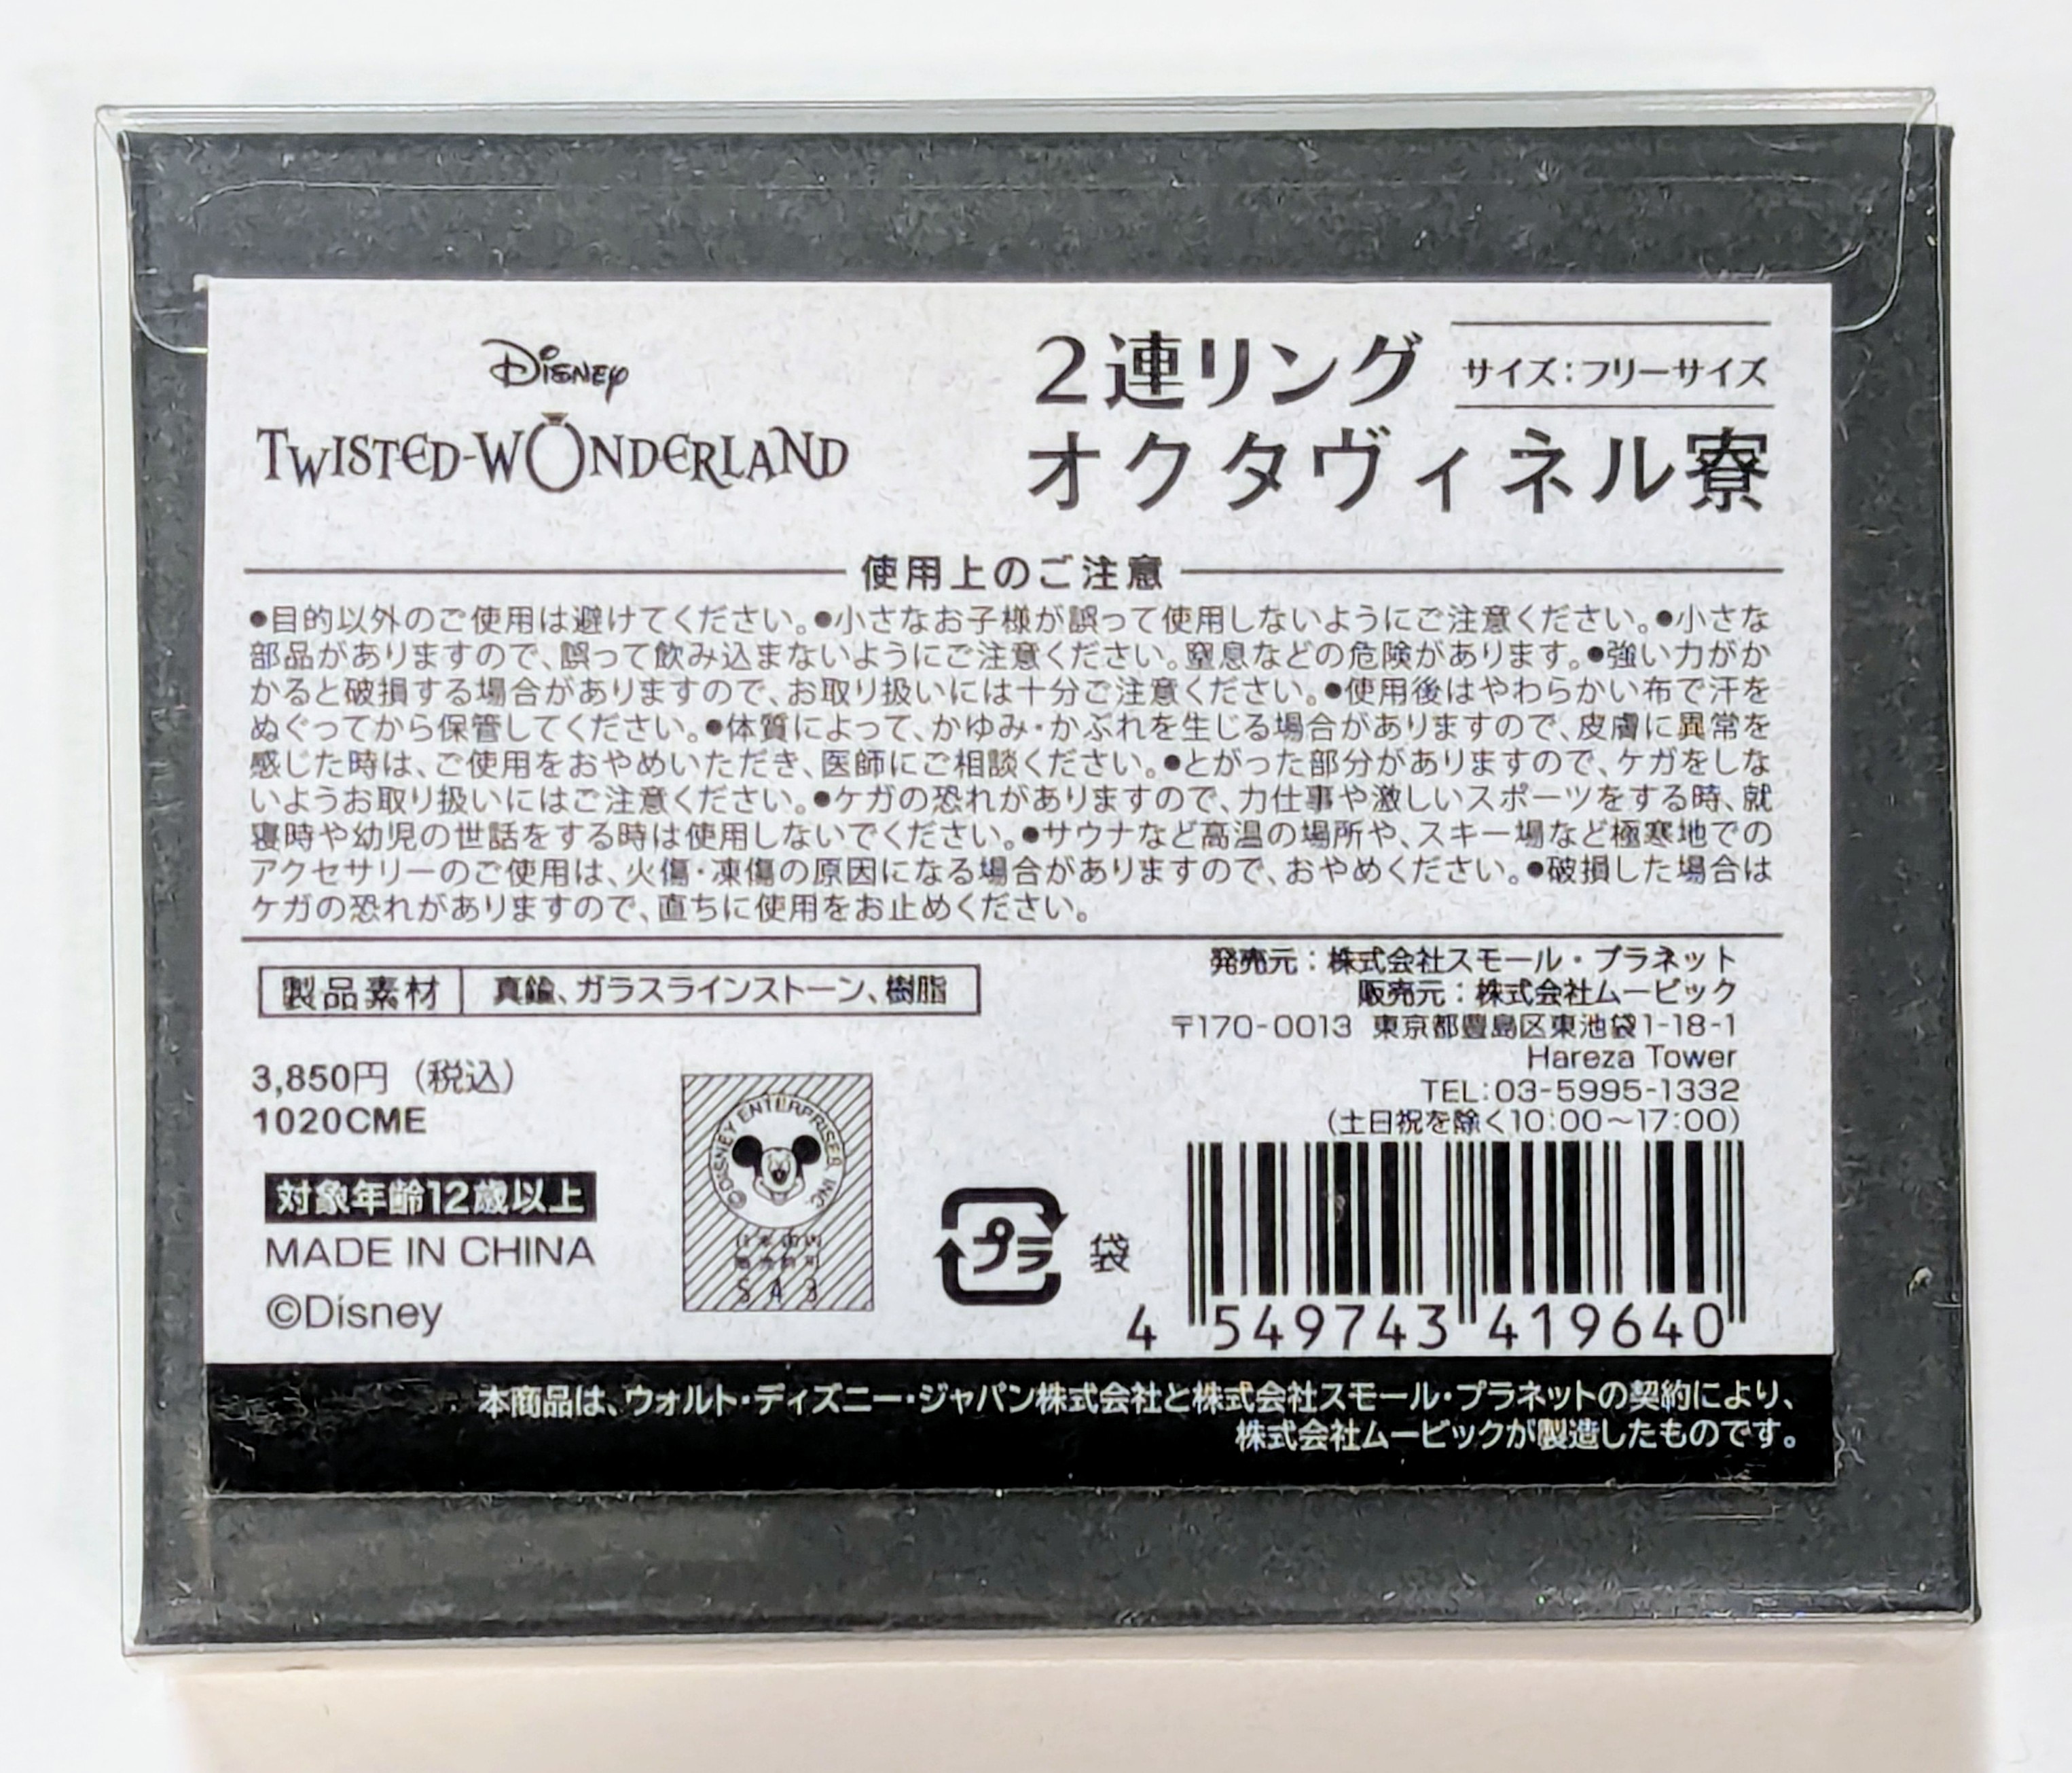 Disney
TWISTED-WONDERLAND
2連リング
サイズ:フリーサイズ
オクタヴィネル寮
使用上のご注意
●目的以外のご使用は避けてください。●小さなお子様が誤って使用しないようにご注意ください。●小さな
部品がありますので、誤って飲み込まないようにご注意ください。窒息などの危険があります。●強い力がか
かると破損する場合がありますので、お取り扱いには十分ご注意ください。●使用後はやわらかい布で汗を
ぬぐってから保管してください。●体質によって、かゆみ・かぶれを生じる場合がありますので、皮膚に異常を
感じた時は、ご使用をおやめいただき、医師にご相談ください。●とがった部分がありますので、ケガをしな
いようお取り扱いにはご注意ください。●ケガの恐れがありますので、力仕事や激しいスポーツをする時、就
寝時や幼児の世話をする時は使用しないでください。●サウナなど高温の場所や、スキー場など極寒地での
アクセサリーのご使用は、火傷・凍傷の原因になる場合がありますので、おやめください。●破損した場合は
ケガの恐れがありますので、直ちに使用をお止めください。
製品素材 真鍮、ガラスラインストーン、樹脂
発売元:株式会社スモール・プラネット
販売元:株式会社ムービック
〒170-0013 東京都豊島区東池袋1-18-1
Hareza Tower
TEL:03-5995-1332
(土日祝を除く10:00〜17:00)
3,850円(税込)
1020CME
対象年齢12歳以上
MADE IN CHINA
©Disney
©DISNEY ENTERPRISES, INC.
日本国内
販売許可
SA3
プラ 袋
4 549743 419640
本商品は、ウォルト・ディズニー・ジャパン株式会社と株式会社スモール・プラネットの契約により、
株式会社ムービックが製造したものです。